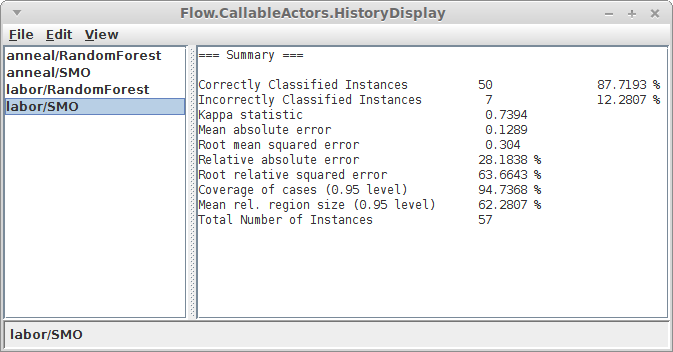 Flow.CallableActors.HistoryDisplay
File Edit View
anneal/RandomForest
anneal/SMO
labor/RandomForest
labor/SMO
=== Summary ===
Correctly Classified Instances 50 87.7193 %
Incorrectly Classified Instances 7 12.2807 %
Kappa statistic 0.7394
Mean absolute error 0.1289
Root mean squared error 0.304
Relative absolute error 28.1838 %
Root relative squared error 63.6643 %
Coverage of cases (0.95 level) 94.7368 %
Mean rel. region size (0.95 level) 62.2807 %
Total Number of Instances 57
labor/SMO